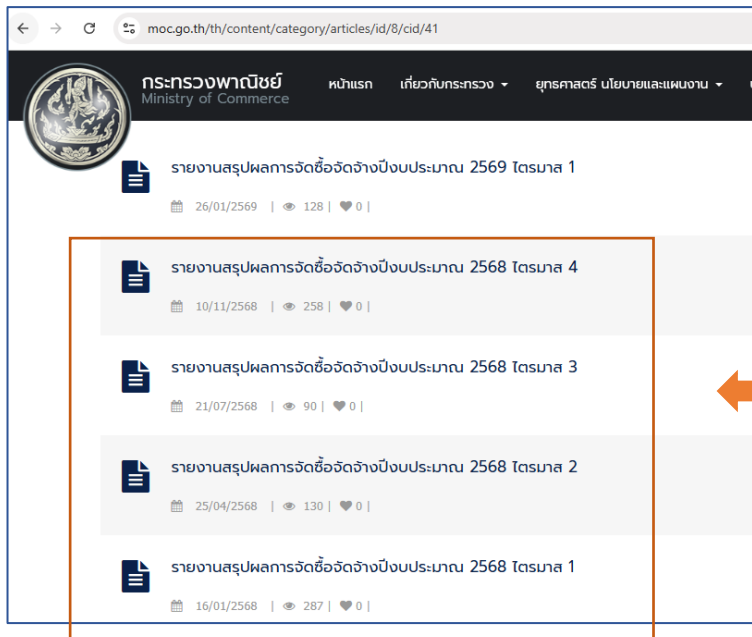 moc.go.th/th/content/category/articles/id/8/cid/41
กระทรวงพาณิชย์ หน้าแรก เกี่ยวกับกระทรวง ยุทธศาสตร์ นโยบายและแผนงาน
Ministry of Commerce
รายงานสรุปผลการจัดซื้อจัดจ้างปีงบประมาณ 2569 ไตรมาส 1
26/01/2569 | 128 | 0 |
รายงานสรุปผลการจัดซื้อจัดจ้างปีงบประมาณ 2568 ไตรมาส 4
10/11/2568 | 258 | 0 |
รายงานสรุปผลการจัดซื้อจัดจ้างปีงบประมาณ 2568 ไตรมาส 3
21/07/2568 | 90 | 0 |
รายงานสรุปผลการจัดซื้อจัดจ้างปีงบประมาณ 2568 ไตรมาส 2
25/04/2568 | 130 | 0 |
รายงานสรุปผลการจัดซื้อจัดจ้างปีงบประมาณ 2568 ไตรมาส 1
16/01/2568 | 287 | 0 |